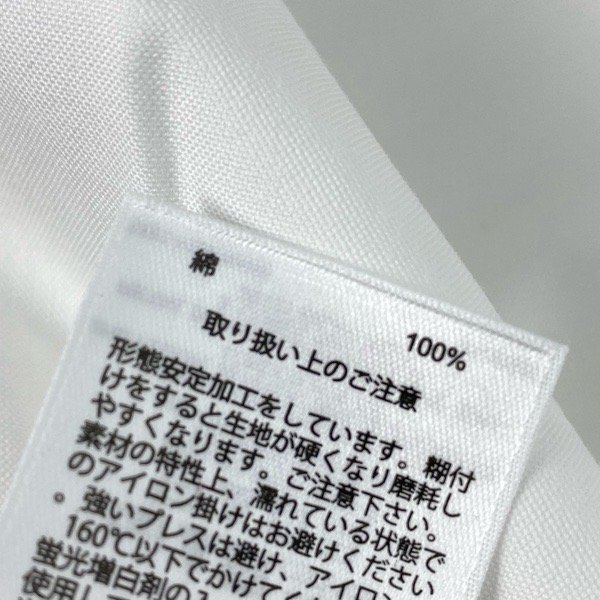 綿 100%
取り扱い上のご注意
形態安定加工をしています。糊付
けをすると生地が硬くなり磨耗し
やすくなります。ご注意下さい。
素材の特性上、濡れている状態で
のアイロン掛けはお避けください
。強いプレスは避け、アイロン
160℃以下でかけてく
蛍光増白剤の入
使用し